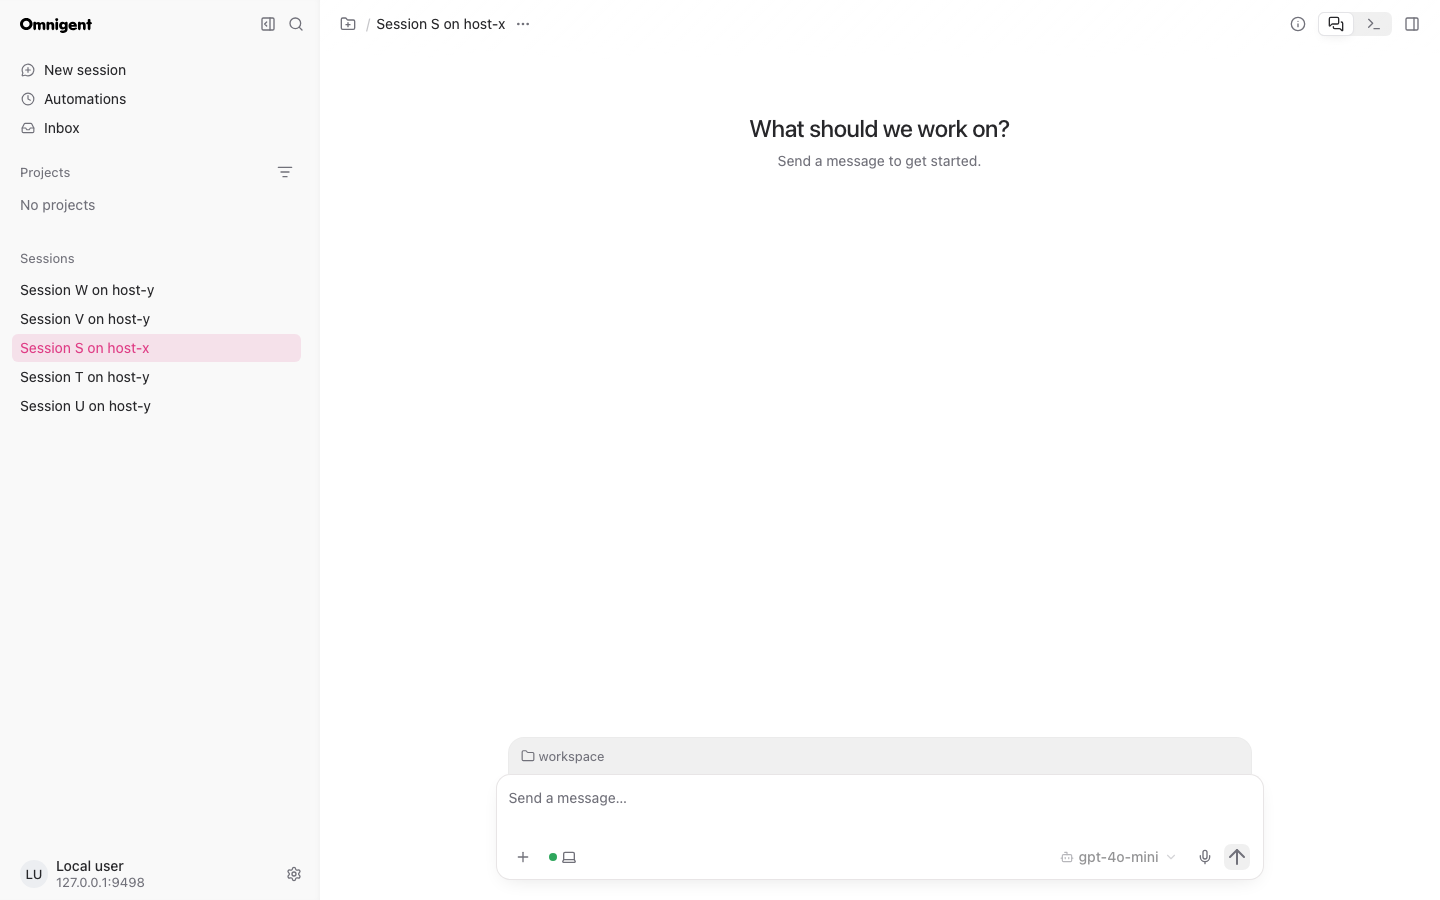 Omnigent
New session
Automations
Inbox
Projects
No projects
Sessions
Session W on host-y
Session V on host-y
Session S on host-x
Session T on host-y
Session U on host-y
LU
Local user
127.0.0.1:9498
/ Session S on host-x
What should we work on?
Send a message to get started.
workspace
Send a message...
gpt-4o-mini